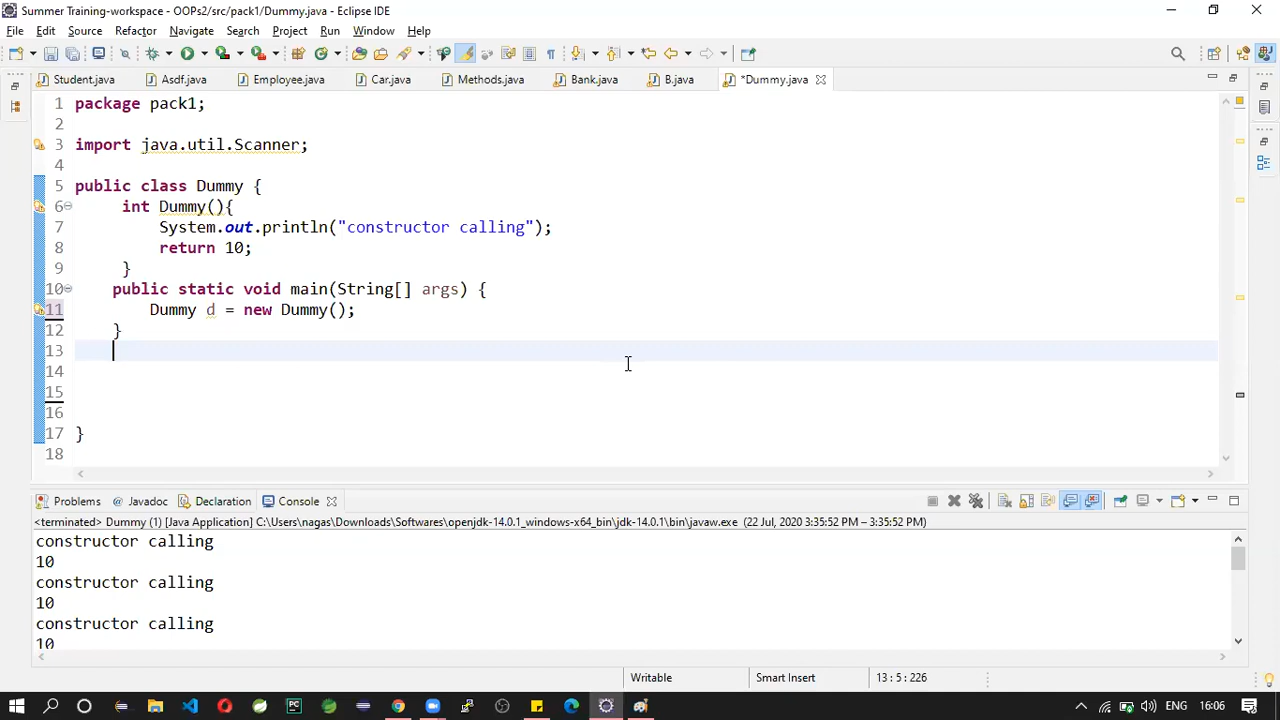 Summer Training-workspace - OOPs2/src/pack1/Dummy.java - Eclipse IDE
File Edit Source Refactor Navigate Search Project Run Window Help
Student.java Asdf.java Employee.java Car.java Methods.java Bank.java B.java *Dummy.java
1 package pack1;
2
3 import java.util.Scanner;
4
5 public class Dummy {
6 int Dummy(){
7 System.out.println("constructor calling");
8 return 10;
9 }
10 public static void main(String[] args) {
11 Dummy d = new Dummy();
12 }
13
14
15
16
17 }
18
Problems @ Javadoc Declaration Console
<terminated> Dummy (1) [Java Application] C:\Users\nagas\Downloads\Softwares\openjdk-14.0.1_windows-x64_bin\jdk-14.0.1\bin\javaw.exe (22 Jul, 2020 3:35:52 PM – 3:35:52 PM)
constructor calling
10
constructor calling
10
constructor calling
10
Writable Smart Insert 13 : 5 : 226
ENG 16:06